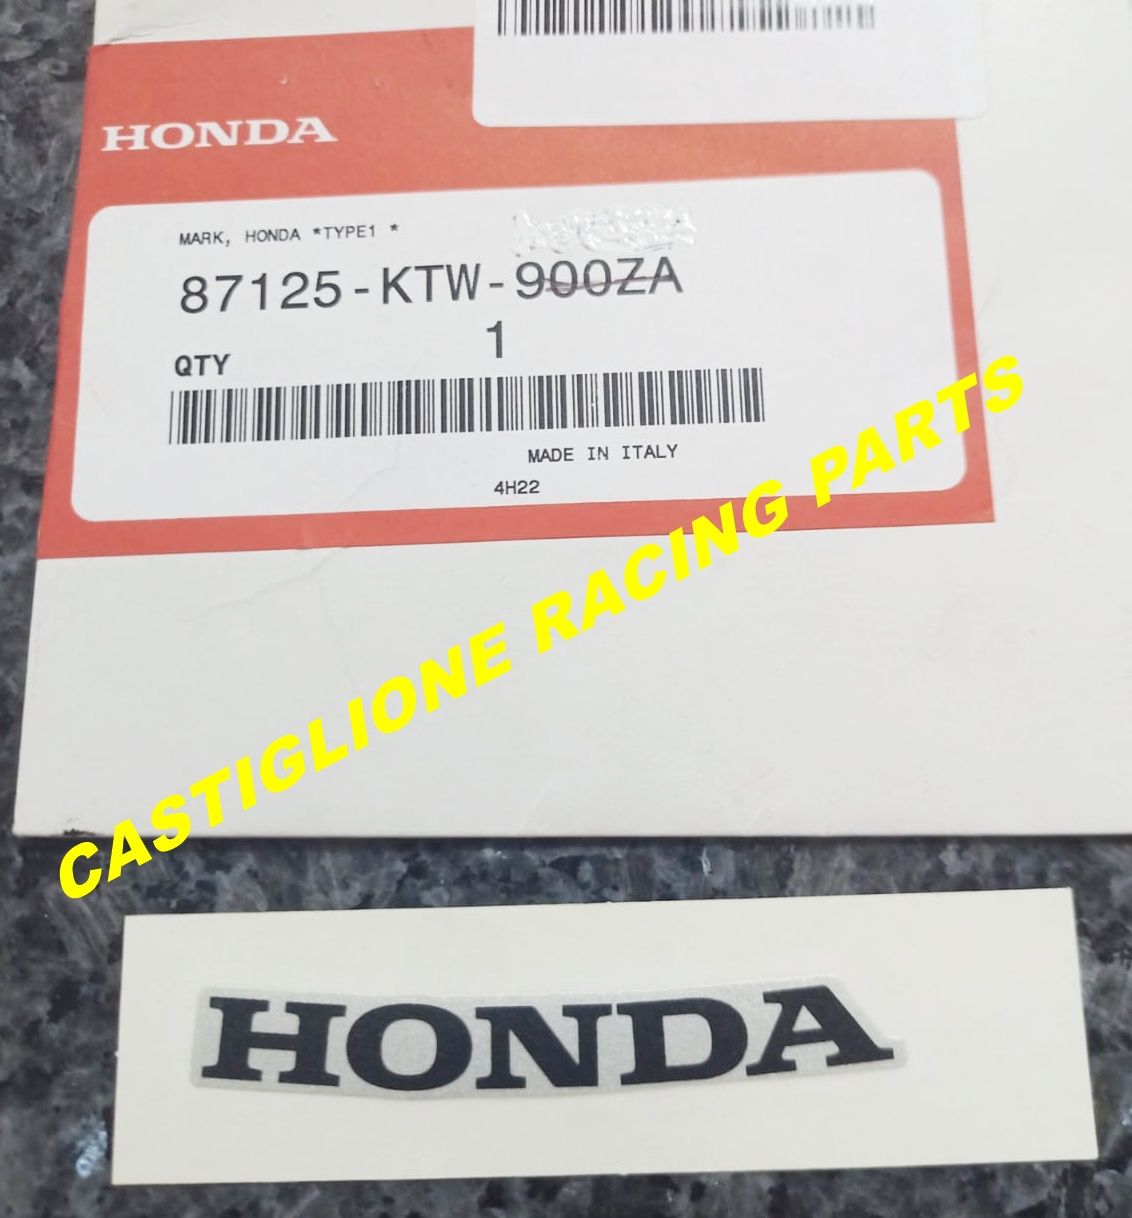 HONDA
MARK, HONDA *TYPE1 *
87125-KTW-900ZA
QTY 1
MADE IN ITALY
4H22
CASTIGLIONE RACING PARTS
HONDA